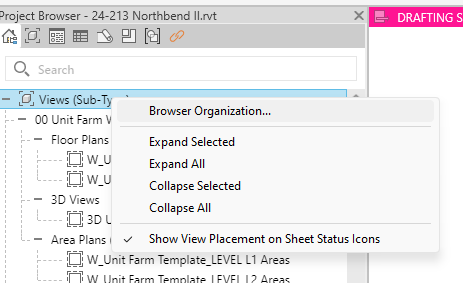 Project Browser - 24-213 Northbend II.rvt
DRAFTING S
Search
Views (Sub-Ty
Browser Organization...
00 Unit Farm W
Floor Plans
Expand Selected
W_U
Expand All
W_U
Collapse Selected
3D Views
Collapse All
3D U
Area Plans (
Show View Placement on Sheet Status Icons
W_Unit Farm Template_LEVEL L1 Areas
W_Unit Farm Template_LEVEL L2 Areas